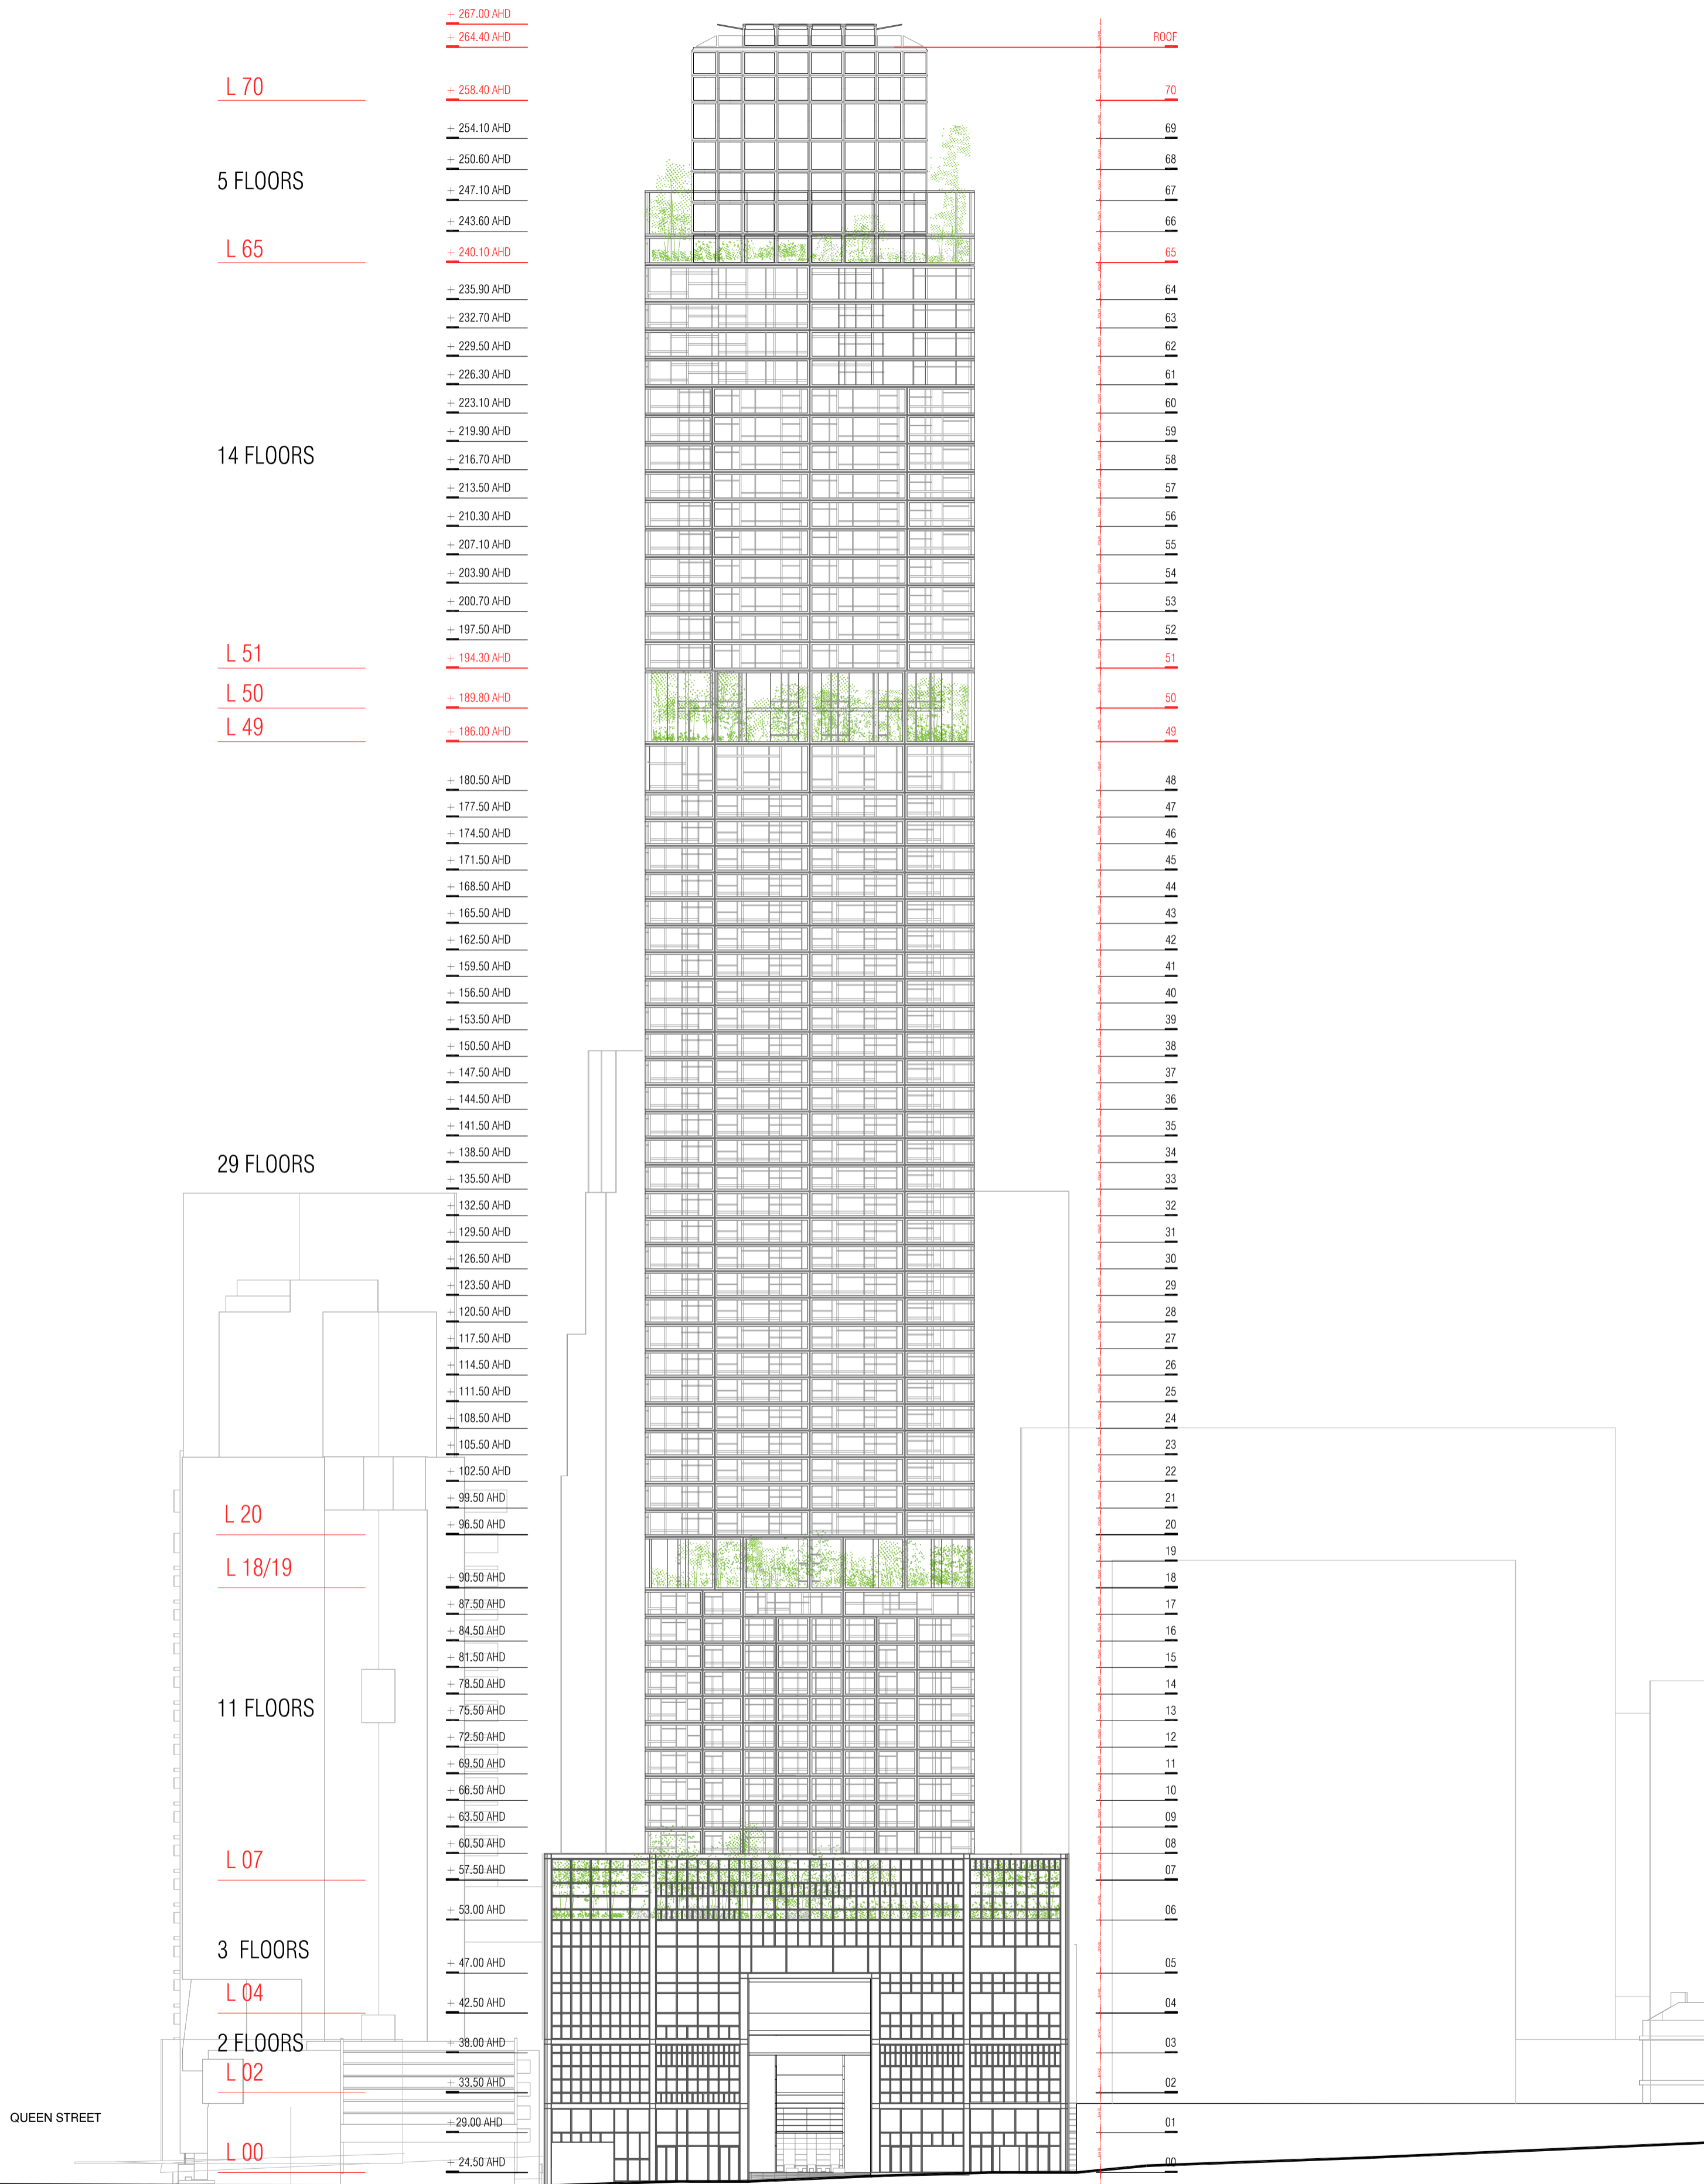 + 267.00 AHD
+ 264.40 AHD ROOF
L 70 + 258.40 AHD 70
+ 254.10 AHD 69
+ 250.60 AHD 68
5 FLOORS
+ 247.10 AHD 67
+ 243.60 AHD 66
L 65 + 240.10 AHD 65
+ 235.90 AHD 64
+ 232.70 AHD 63
+ 229.50 AHD 62
+ 226.30 AHD 61
+ 223.10 AHD 60
+ 219.90 AHD 59
14 FLOORS
+ 216.70 AHD 58
+ 213.50 AHD 57
+ 210.30 AHD 56
+ 207.10 AHD 55
+ 203.90 AHD 54
+ 200.70 AHD 53
+ 197.50 AHD 52
L 51 + 194.30 AHD 51
L 50 + 189.80 AHD 50
L 49 + 186.00 AHD 49
+ 180.50 AHD 48
+ 177.50 AHD 47
+ 174.50 AHD 46
+ 171.50 AHD 45
+ 168.50 AHD 44
+ 165.50 AHD 43
+ 162.50 AHD 42
+ 159.50 AHD 41
+ 156.50 AHD 40
+ 153.50 AHD 39
+ 150.50 AHD 38
+ 147.50 AHD 37
+ 144.50 AHD 36
+ 141.50 AHD 35
+ 138.50 AHD 34
29 FLOORS
+ 135.50 AHD 33
+ 132.50 AHD 32
+ 129.50 AHD 31
+ 126.50 AHD 30
+ 123.50 AHD 29
+ 120.50 AHD 28
+ 117.50 AHD 27
+ 114.50 AHD 26
+ 111.50 AHD 25
+ 108.50 AHD 24
+ 105.50 AHD 23
+ 102.50 AHD 22
+ 99.50 AHD 21
L 20 + 96.50 AHD 20
19
L 18/19 + 90.50 AHD 18
+ 87.50 AHD 17
+ 84.50 AHD 16
+ 81.50 AHD 15
+ 78.50 AHD 14
11 FLOORS + 75.50 AHD 13
+ 72.50 AHD 12
+ 69.50 AHD 11
+ 66.50 AHD 10
+ 63.50 AHD 09
+ 60.50 AHD 08
L 07 + 57.50 AHD 07
+ 53.00 AHD 06
3 FLOORS
+ 47.00 AHD 05
L 04 + 42.50 AHD 04
2 FLOORS + 38.00 AHD 03
L 02 + 33.50 AHD 02
QUEEN STREET
+29.00 AHD 01
L 00 + 24.50 AHD 00